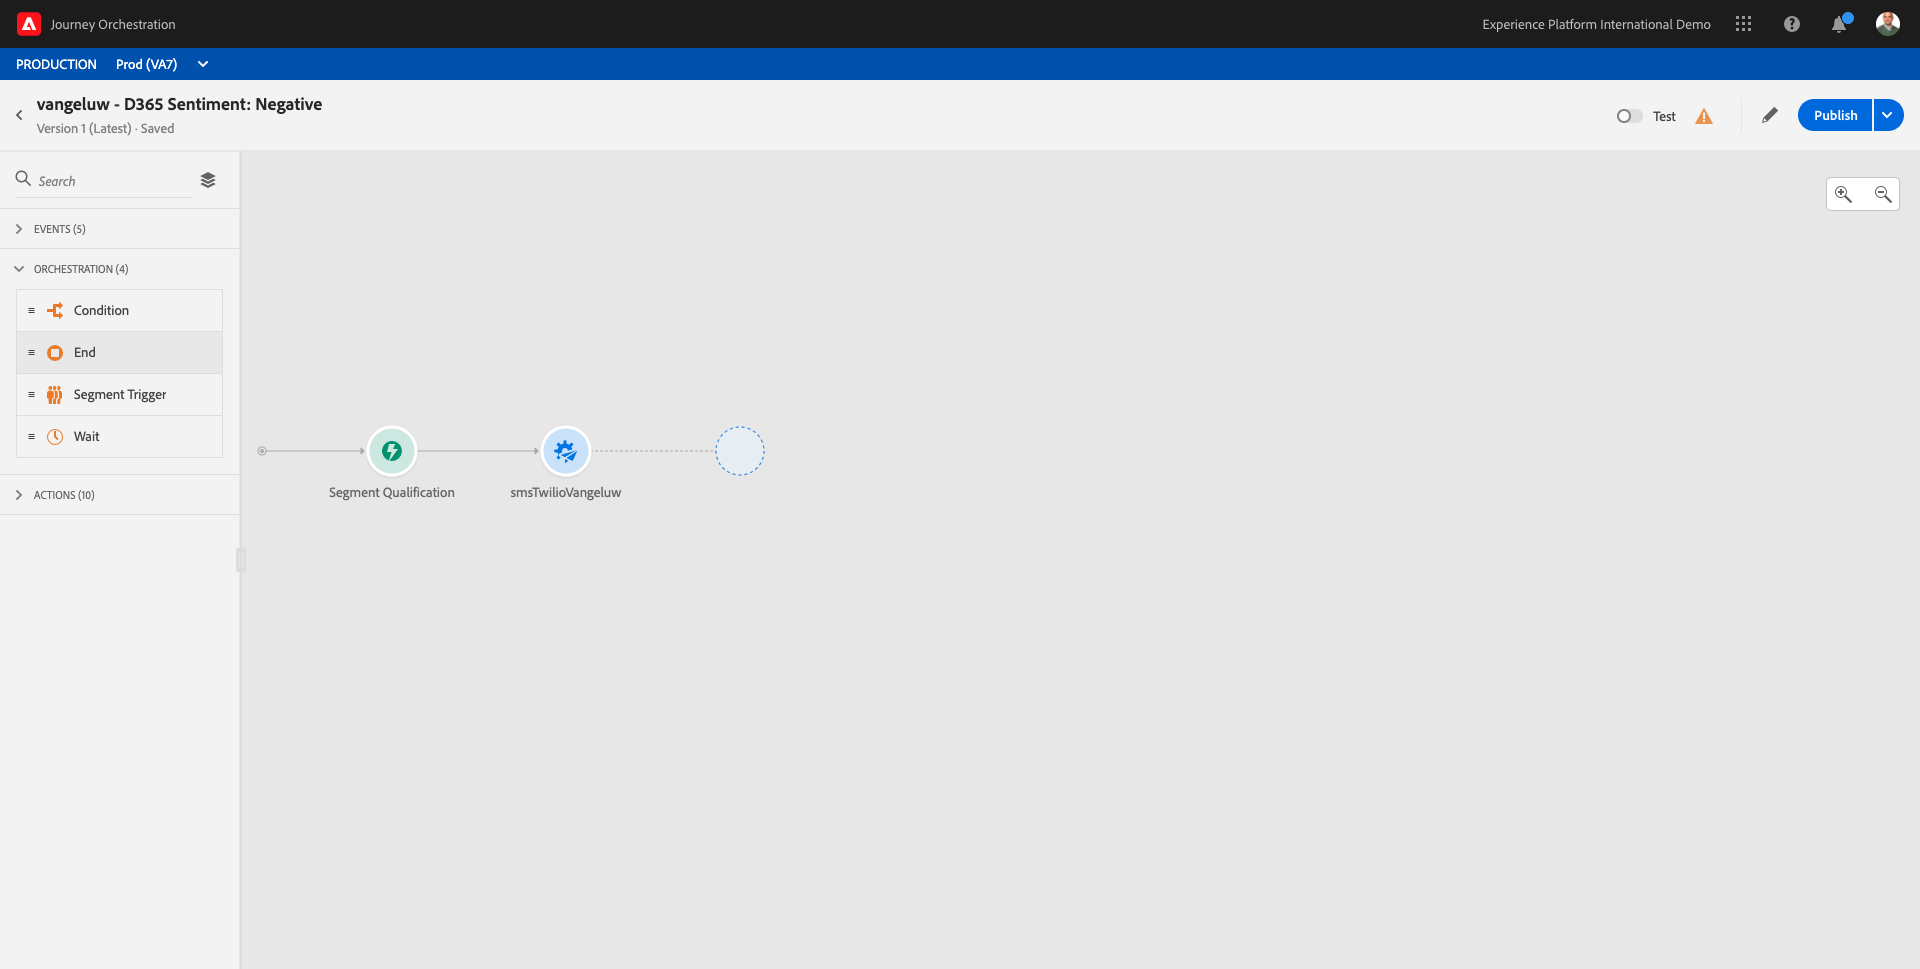 Journey Orchestration
Experience Platform International Demo
PRODUCTION Prod (VA7)
vangeluw - D365 Sentiment: Negative
Version 1 (Latest) · Saved
Test
Publish
Search
EVENTS (5)
ORCHESTRATION (4)
Condition
End
Segment Trigger
Wait
ACTIONS (10)
Segment Qualification
smsTwilioVangeluw